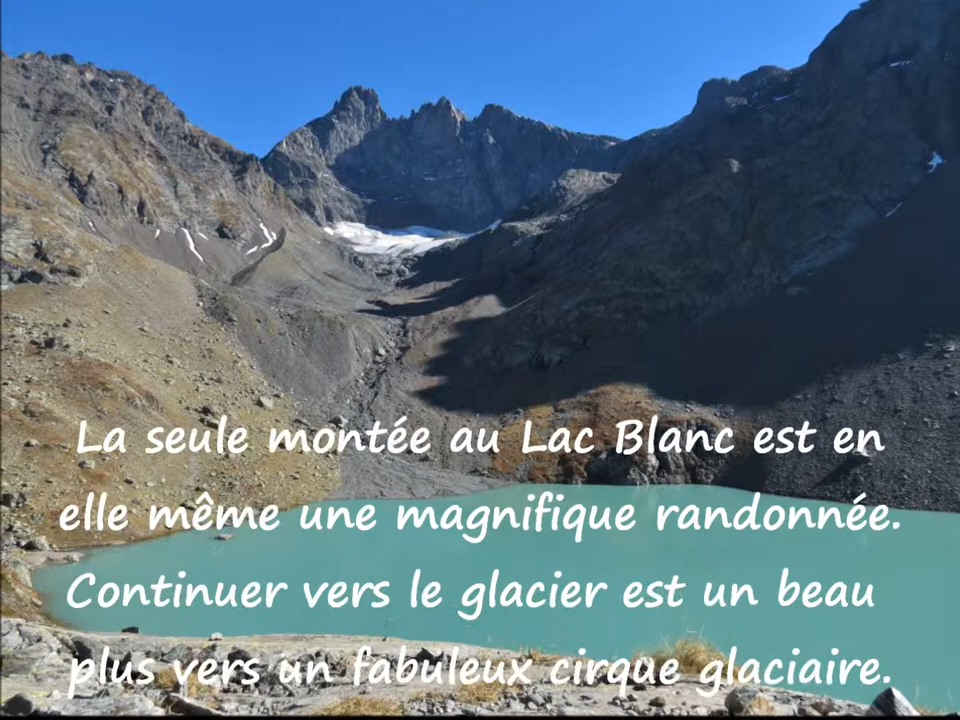 La seule montée au Lac Blanc est en
elle même une magnifique randonnée.
Continuer vers le glacier est un beau
plus vers un fabuleux cirque glaciaire.